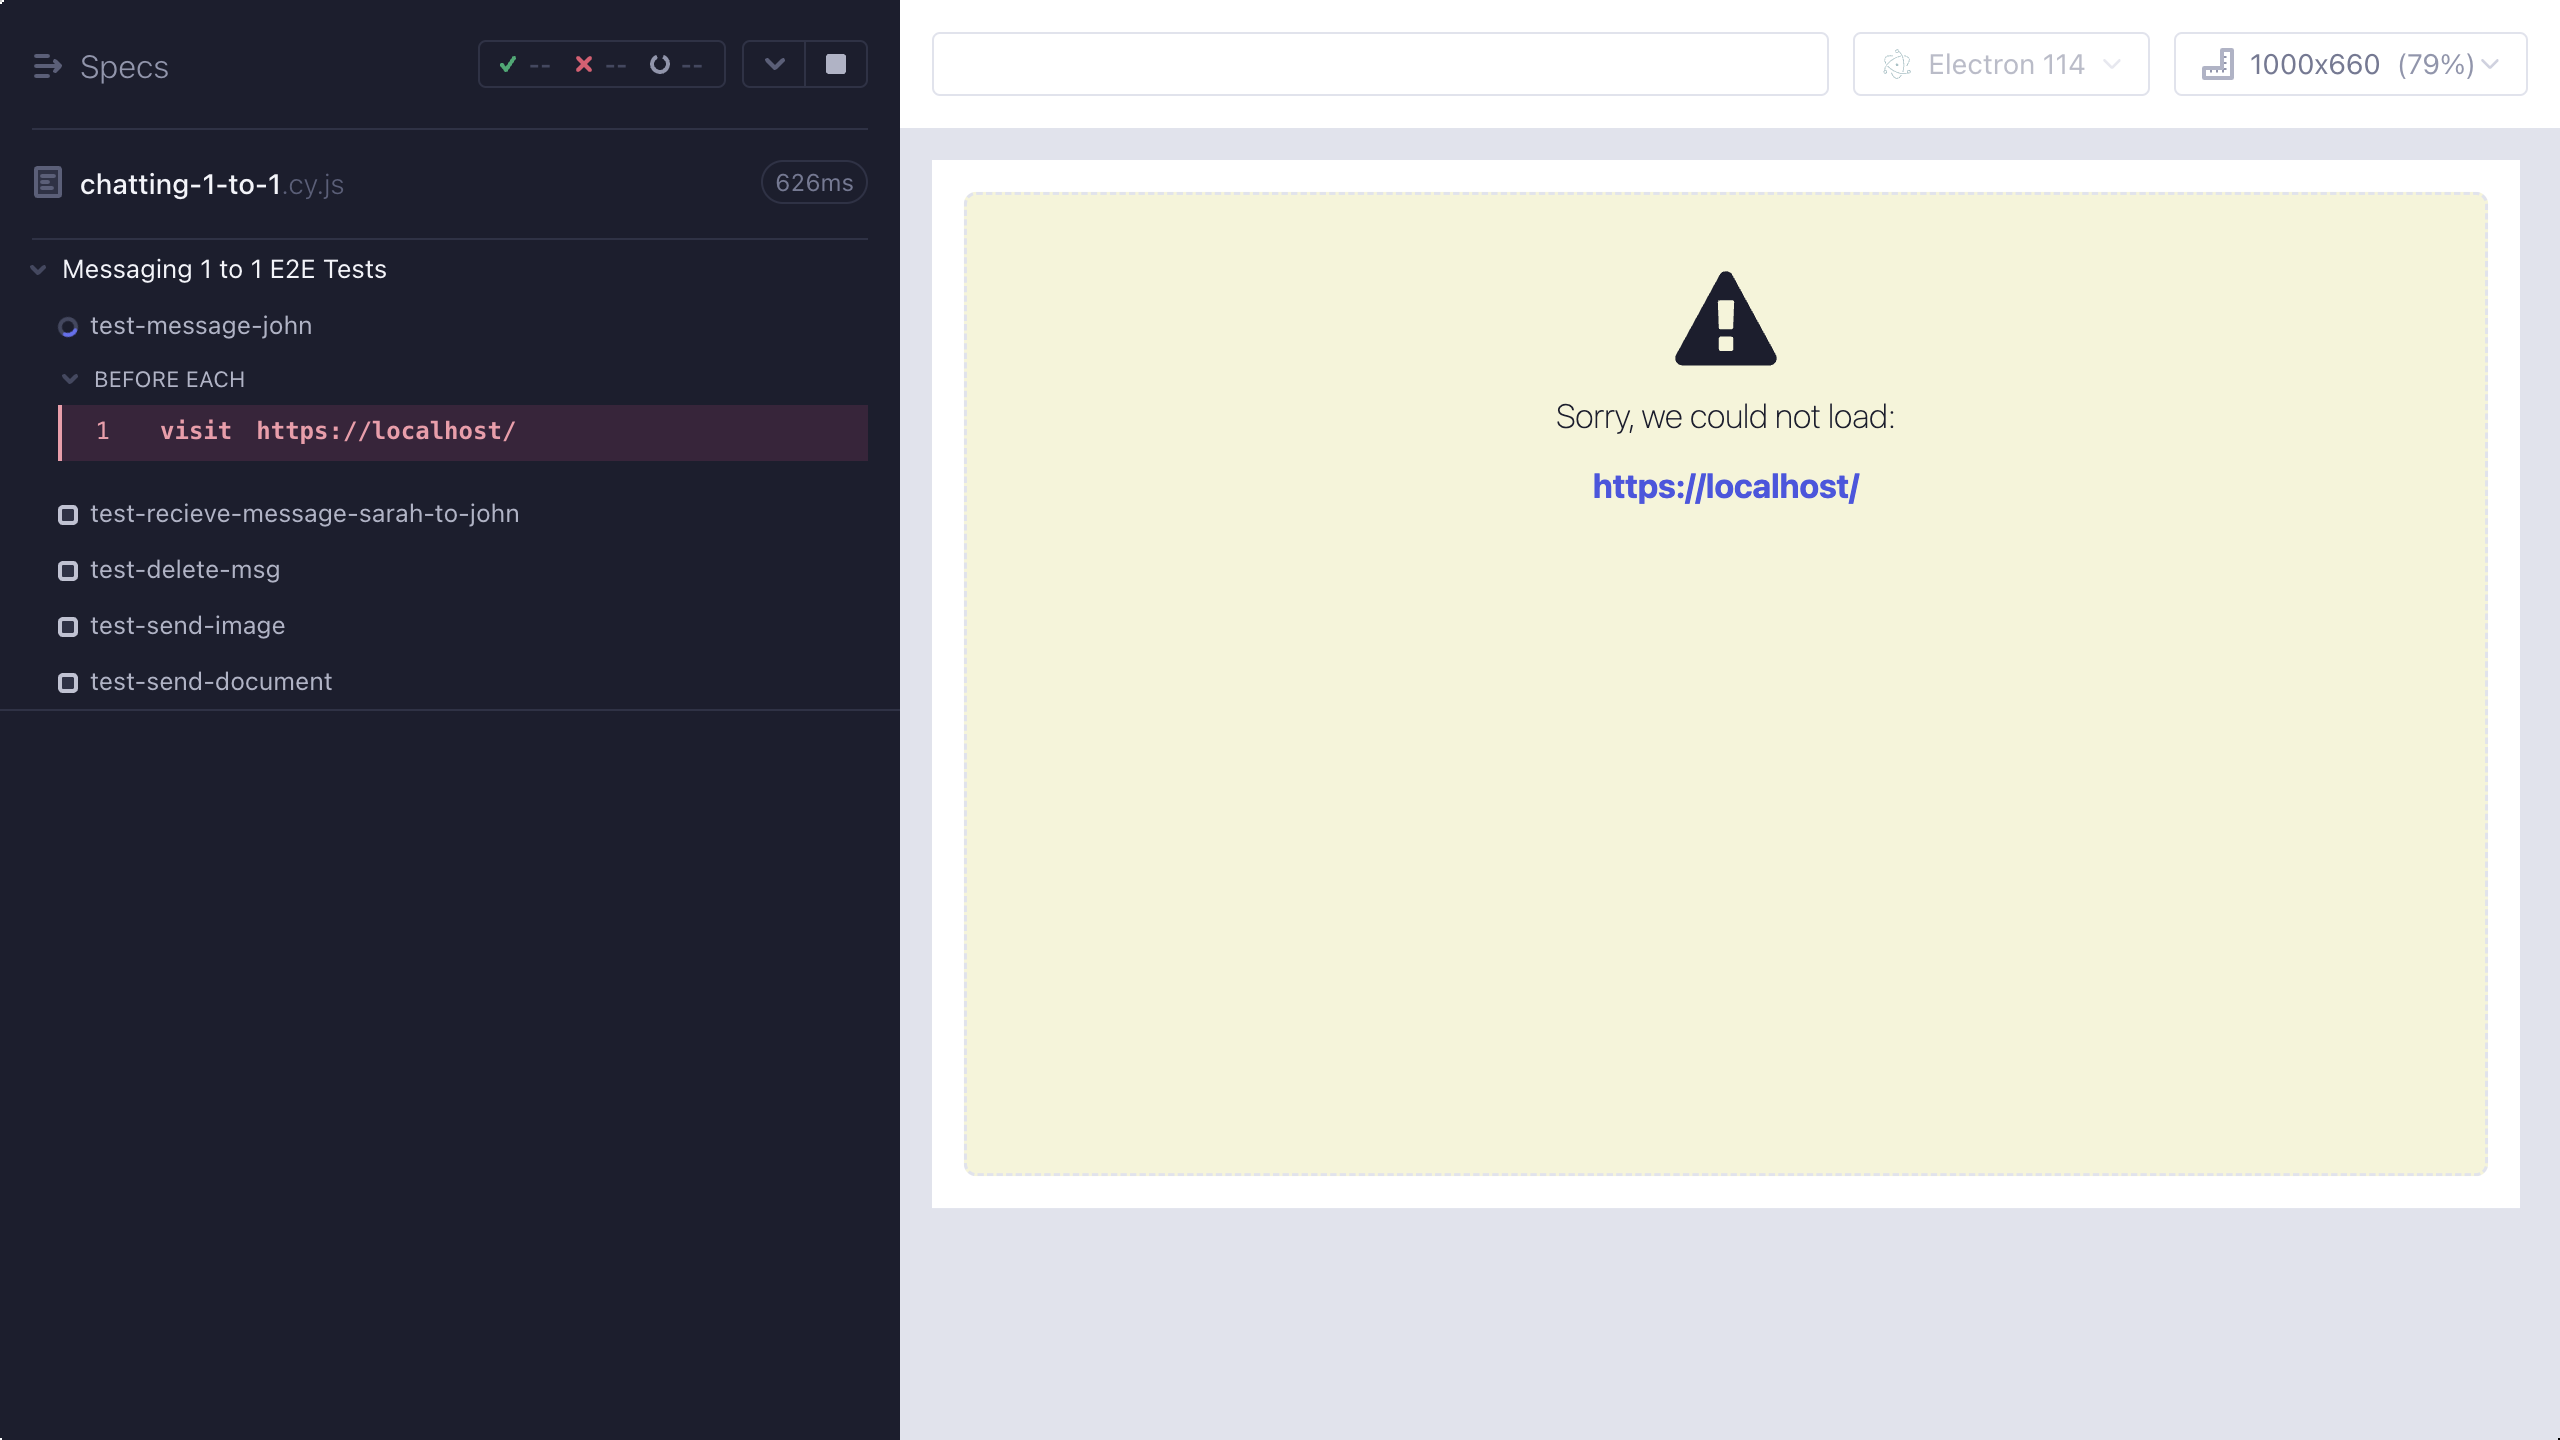 Specs
-- -- --
chatting-1-to-1.cy.js 626ms
Messaging 1 to 1 E2E Tests
test-message-john
BEFORE EACH
1 visit https://localhost/
test-recieve-message-sarah-to-john
test-delete-msg
test-send-image
test-send-document
Electron 114
1000x660 (79%)
Sorry, we could not load:
https://localhost/